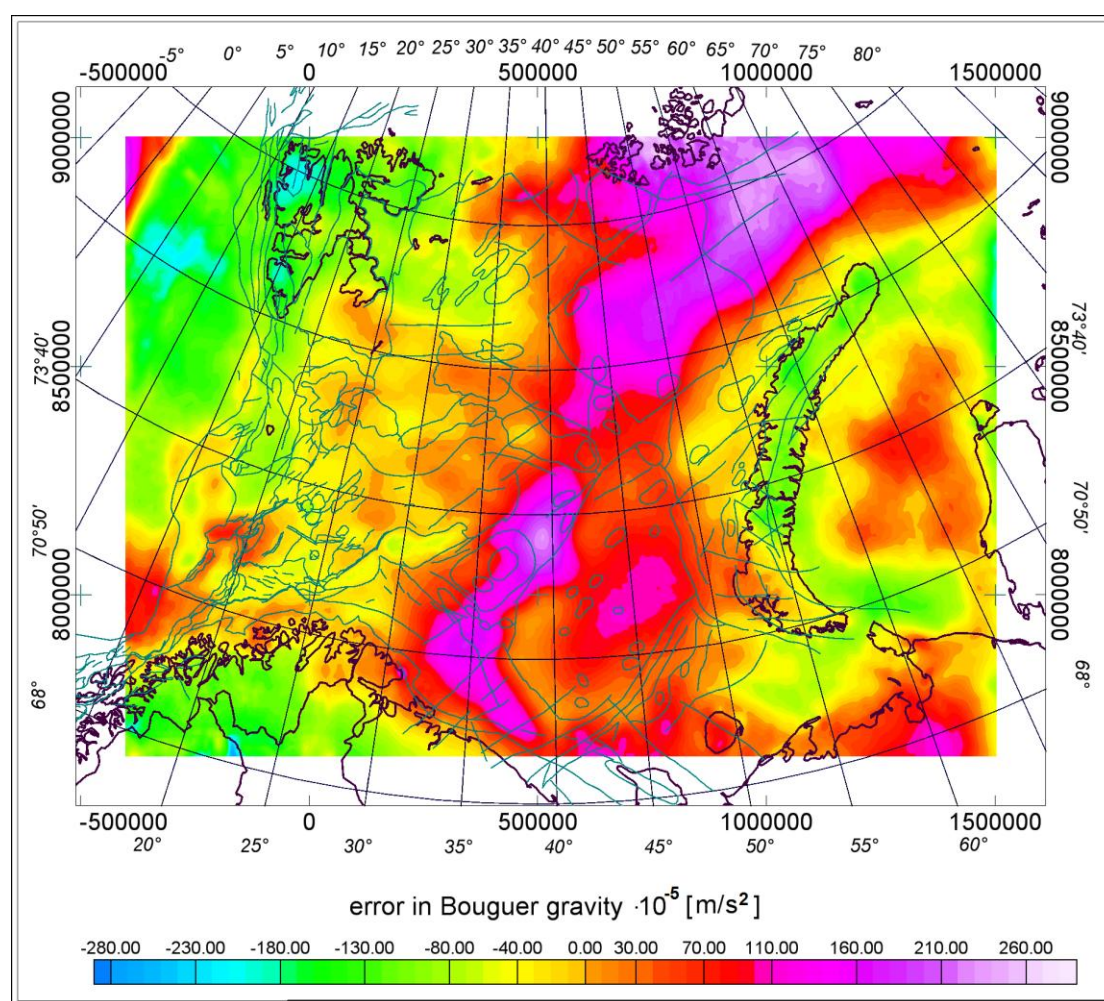 -5° 0° 5° 10° 15° 20° 25° 30° 35° 40° 45° 50° 55° 60° 65° 70° 75° 80°
-500000 0 500000 1000000 1500000
9000000 9000000
73°40' 8500000 8500000 73°40'
70°50' 8000000 8000000 70°50'
68° 68°
-500000 0 500000 1000000 1500000
20° 25° 30° 35° 40° 45° 50° 55° 60°
error in Bouguer gravity ·10⁻⁵ [m/s²]
-280.00 -230.00 -180.00 -130.00 -80.00 -40.00 0.00 30.00 70.00 110.00 160.00 210.00 260.00